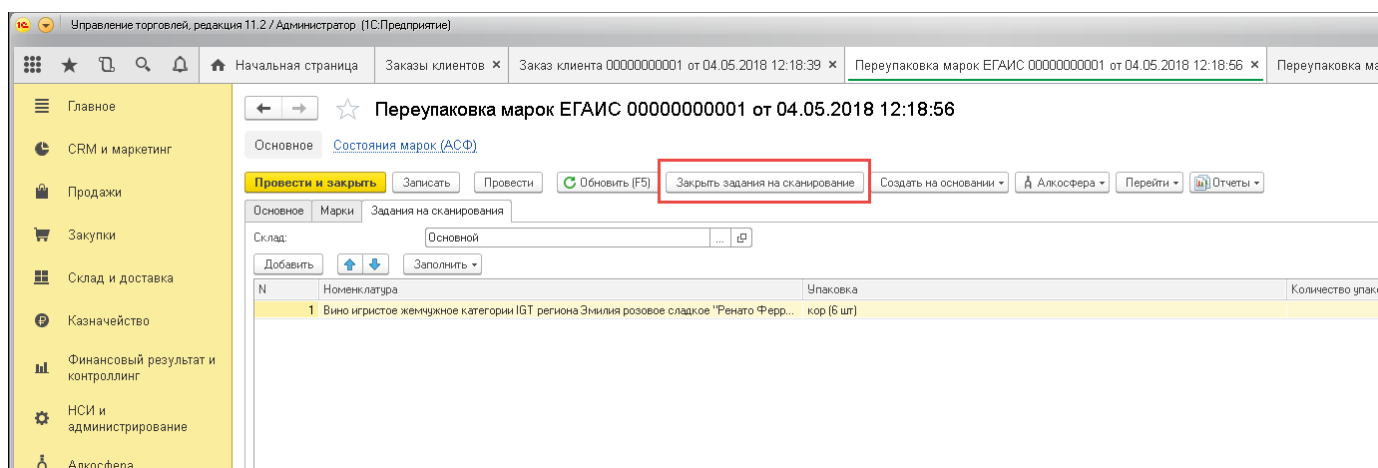 Управление торговлей, редакция 11.2 / Администратор (1С:Предприятие)
Начальная страница Заказы клиентов × Заказ клиента 00000000001 от 04.05.2018 12:18:39 × Переупаковка марок ЕГАИС 00000000001 от 04.05.2018 12:18:56 × Переупаковка ма
Главное
CRM и маркетинг
Продажи
Закупки
Склад и доставка
Казначейство
Финансовый результат и
контроллинг
НСИ и
администрирование
Алкосфера
Переупаковка марок ЕГАИС 00000000001 от 04.05.2018 12:18:56
Основное Состояния марок (АСФ)
Провести и закрыть Записать Провести Обновить (F5) Закрыть задания на сканирование Создать на основании Алкосфера Перейти Отчеты
Основное Марки Задания на сканирования
Склад: Основной ...
Добавить Заполнить
N Номенклатура Упаковка Количество упак
1 Вино игристое жемчужное категории IGT региона Эмилия розовое сладкое "Ренато Ферр... кор (6 шт)